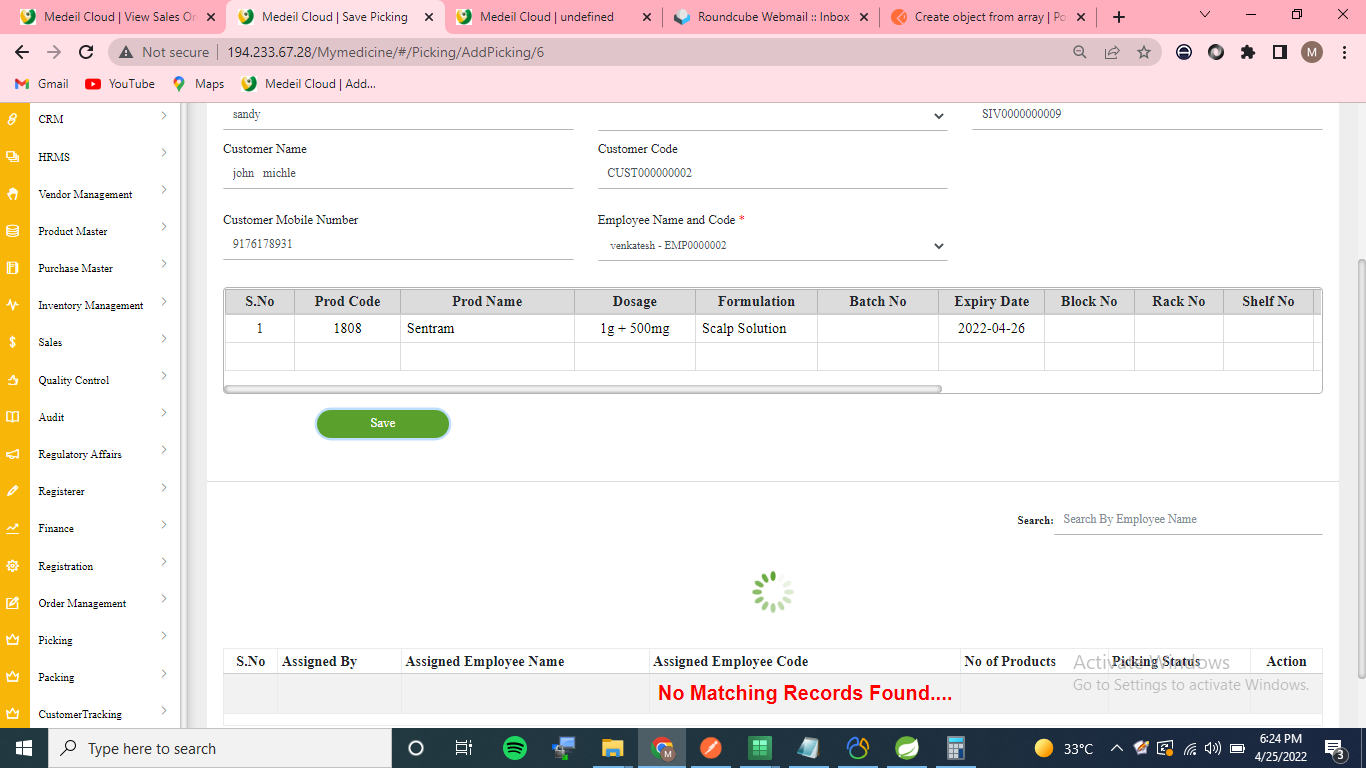 Medeil Cloud | View Sales Or
Medeil Cloud | Save Picking
Medeil Cloud | undefined
Roundcube Webmail :: Inbox
Create object from array | Po
Not secure 194.233.67.28/Mymedicine/#/Picking/AddPicking/6
M
Gmail
YouTube
Maps
Medeil Cloud | Add...
CRM
HRMS
Vendor Management
Product Master
Purchase Master
Inventory Management
Sales
Quality Control
Audit
Regulatory Affairs
Registerer
Finance
Registration
Order Management
Picking
Packing
CustomerTracking
sandy
SIV0000000009
Customer Name
Customer Code
john michle
CUST000000002
Customer Mobile Number
Employee Name and Code *
9176178931
venkatesh - EMP0000002
S.No Prod Code Prod Name Dosage Formulation Batch No Expiry Date Block No Rack No Shelf No
1 1808 Sentram 1g + 500mg Scalp Solution 2022-04-26
Save
Search: Search By Employee Name
S.No Assigned By Assigned Employee Name Assigned Employee Code No of Products Picking Status Action
No Matching Records Found....
Activate Windows
Go to Settings to activate Windows.
Type here to search
33°C
6:24 PM
4/25/2022
3